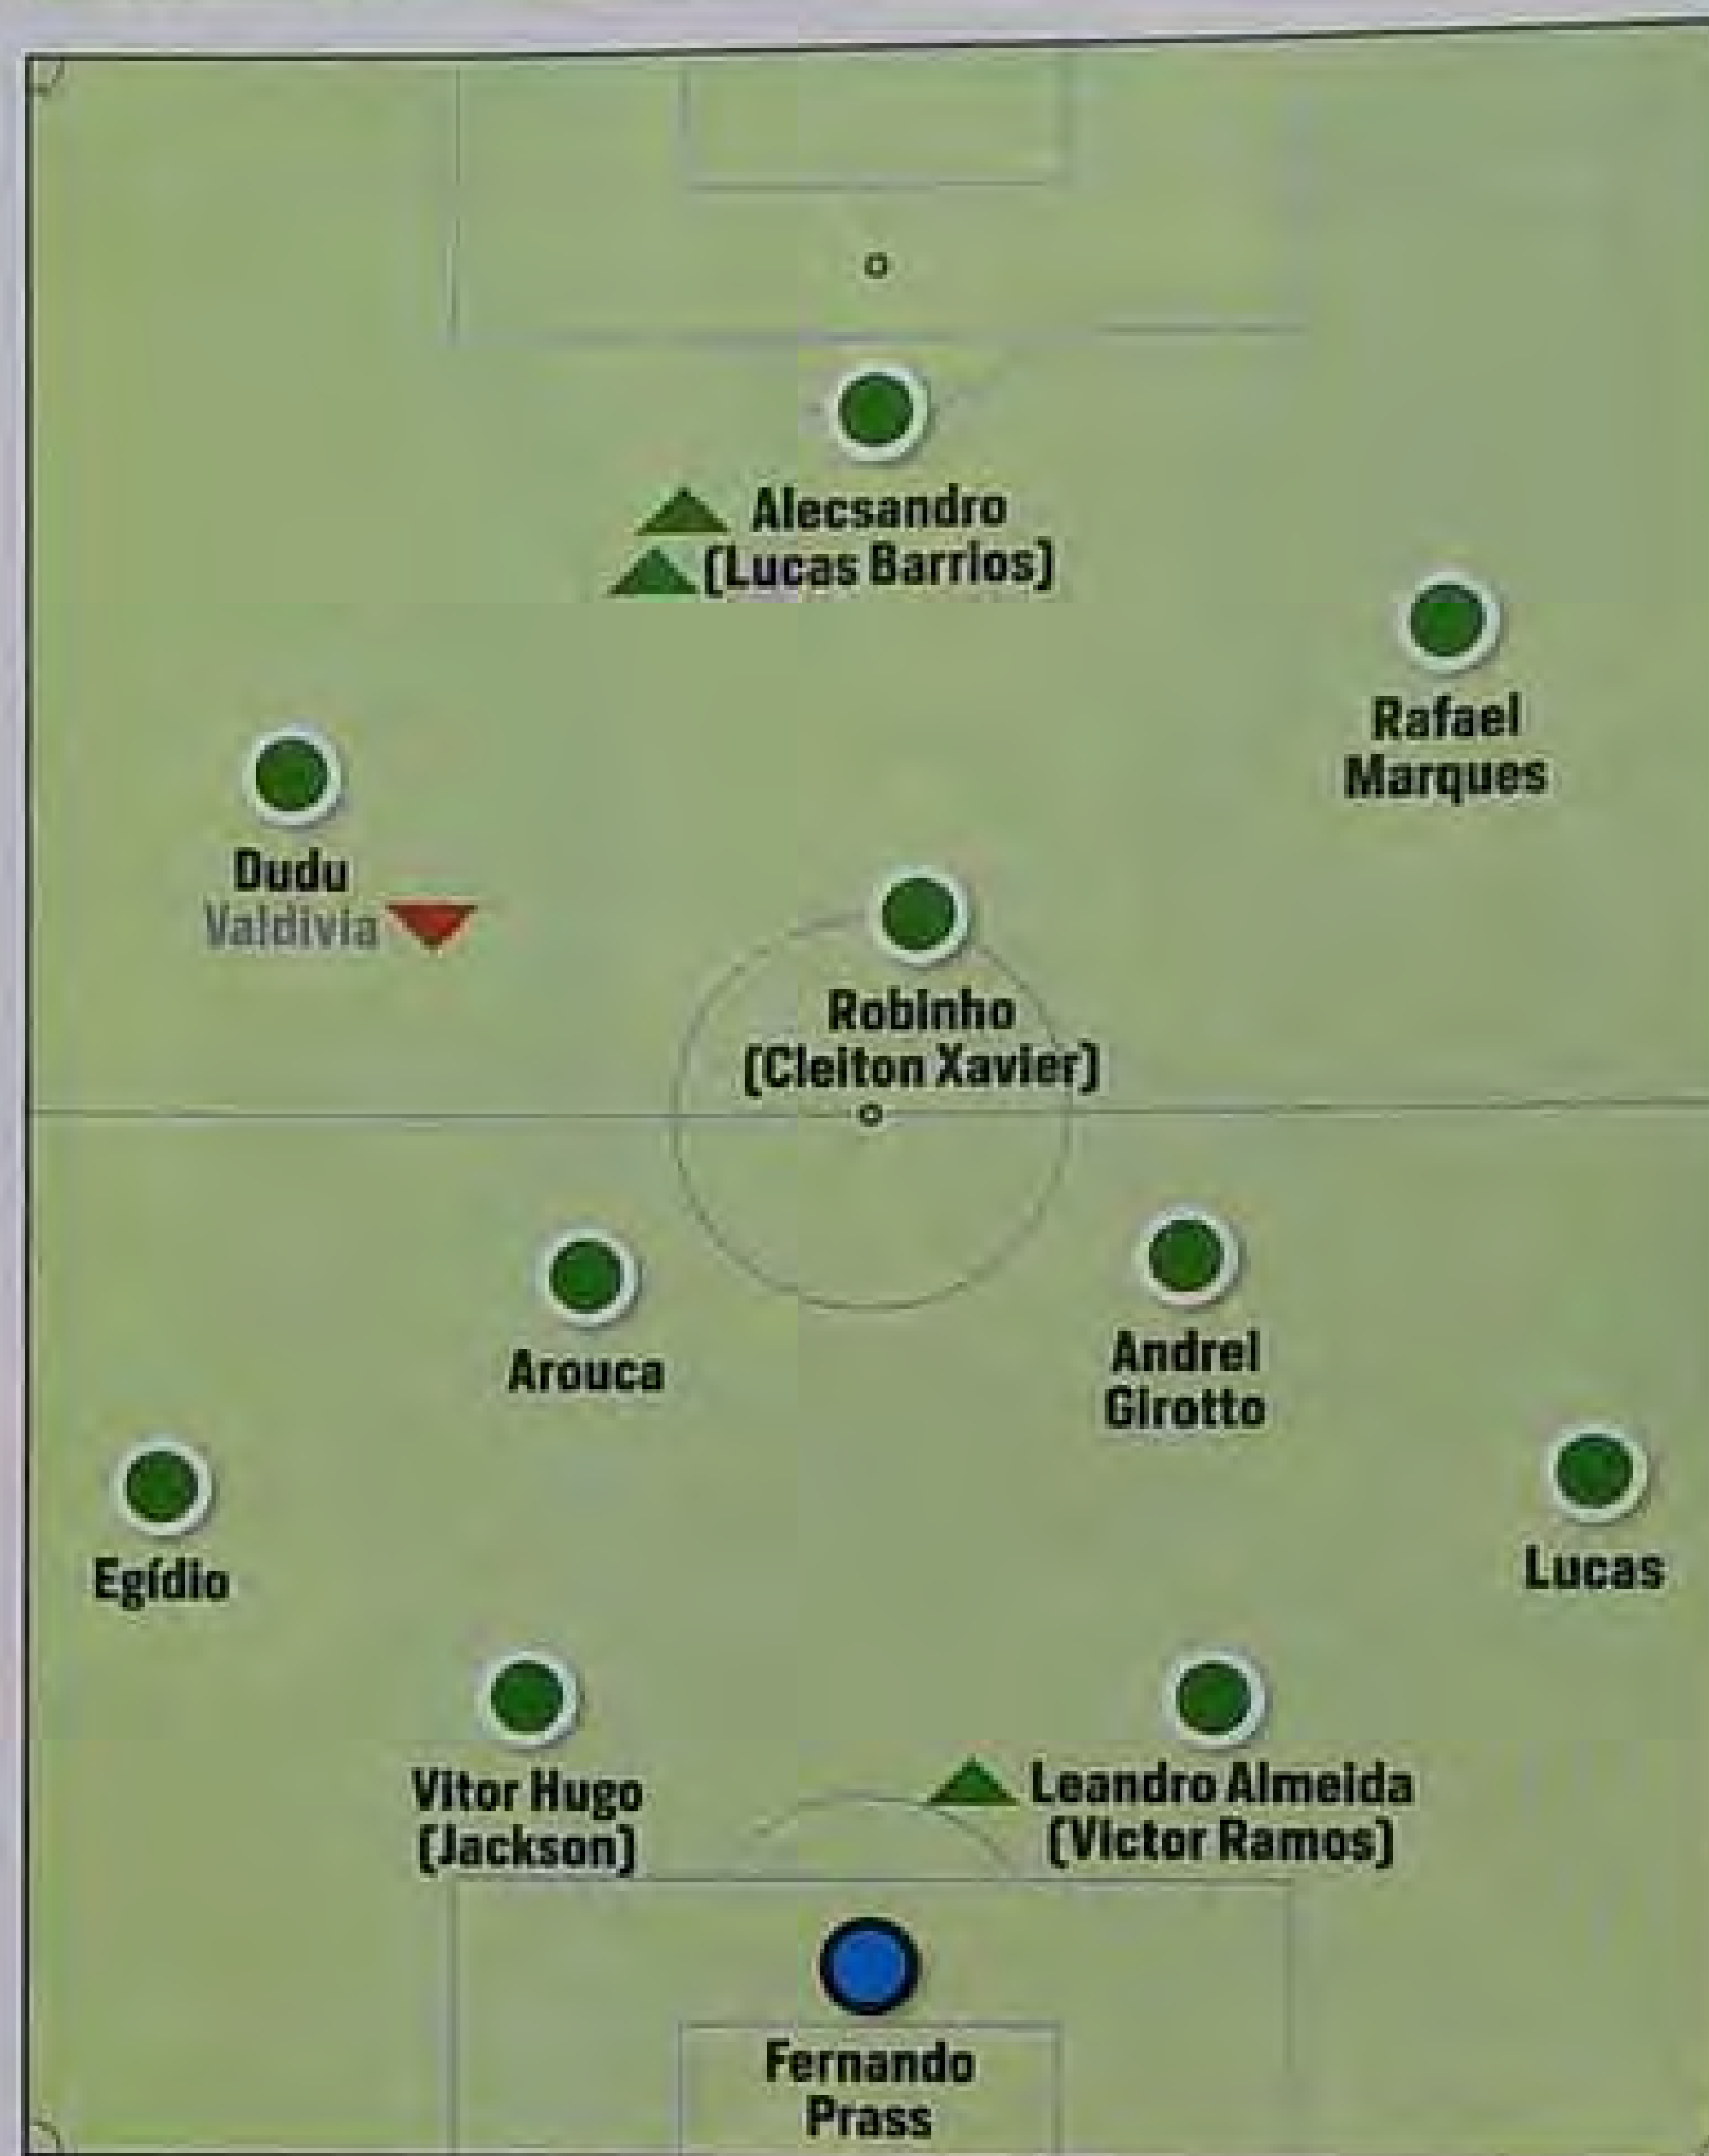 Alecsandro
(Lucas Barrios)
Rafael
Marques
Dudu
Valdivia
Robinho
(Cleiton Xavier)
Arouca
Andrei
Girotto
Egídio
Lucas
Vitor Hugo
(Jackson)
Leandro Almeida
(Victor Ramos)
Fernando
Prass